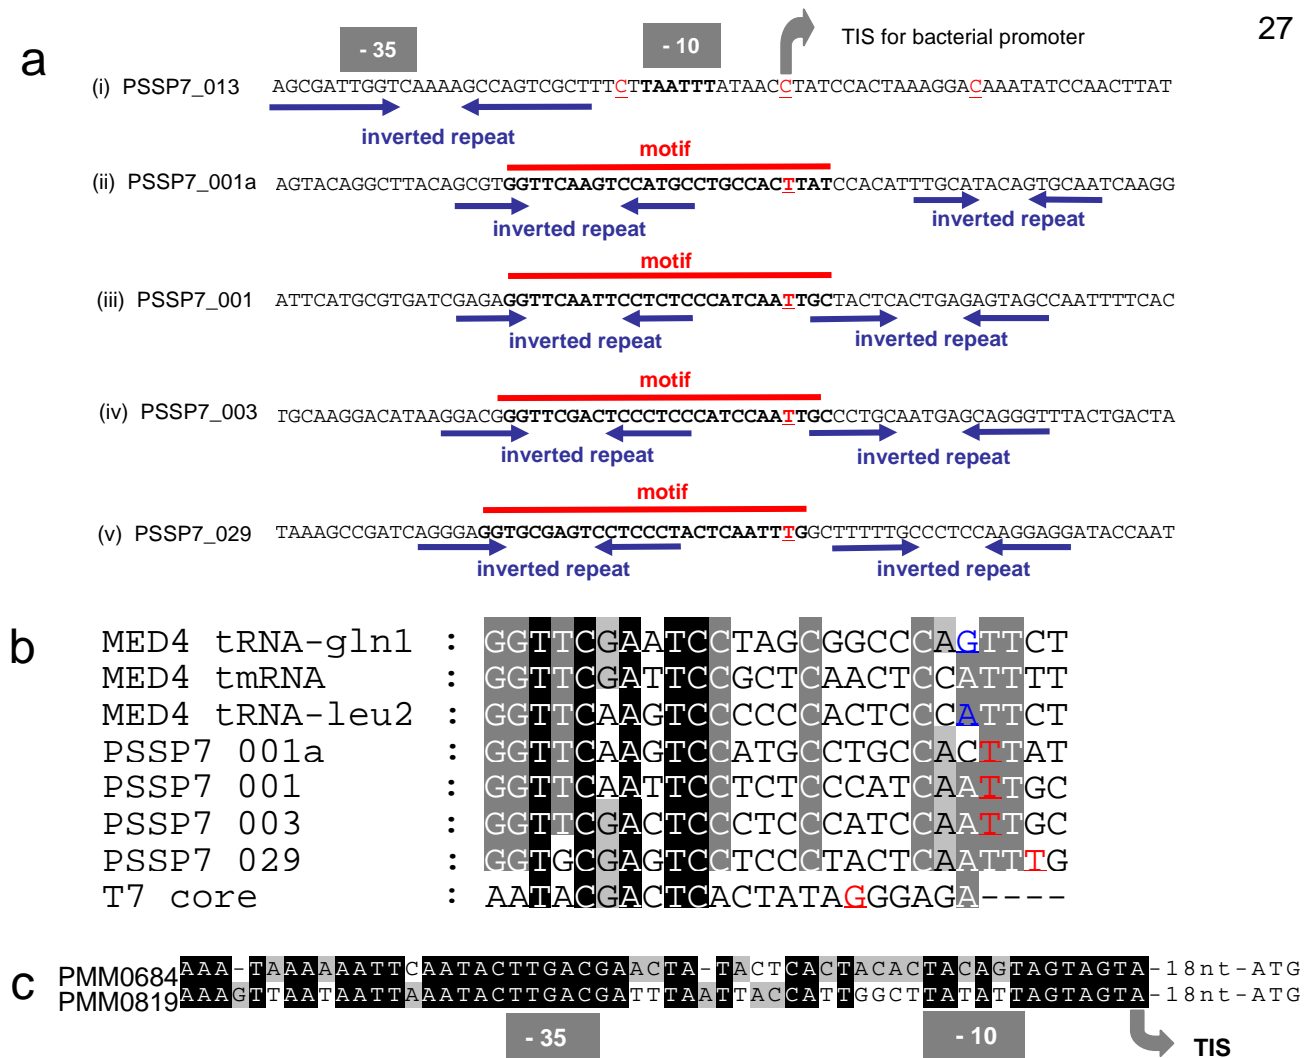 27
a
- 35
- 10
TIS for bacterial promoter
(i) PSSP7_013 AGCGATTGGTCAAAAGCCAGTCGCTTTCTTAATTTATAACCTATCCACTAAAGGACAAATATCCAACTTAT
inverted repeat
motif
(ii) PSSP7_001a AGTACAGGCTTACAGCGTGGTTCAAGTCCATGCCTGCCACTTATCCACATTTGCATACAGTGCAATCAAGG
inverted repeat inverted repeat
motif
(iii) PSSP7_001 ATTCATGCGTGATCGAGAGGTTCAATTCCTCTCCCATCAATTGCTACTCACTGAGAGTAGCCAATTTTCAC
inverted repeat inverted repeat
motif
(iv) PSSP7_003 TGCAAGGACATAAGGACGGGTTCGACTCCCTCCCATCCAATTGCCCTGCAATGAGCAGGGTTTACTGACTA
inverted repeat inverted repeat
motif
(v) PSSP7_029 TAAAGCCGATCAGGGAGGTGCGAGTCCTCCCTACTCAATTTGGCTTTTTGCCCTCCAAGGAGGATACCAAT
inverted repeat inverted repeat
b
MED4 tRNA-gln1 : GGTTCGAATCCTAGCGGCCCAGTTCT
MED4 tmRNA : GGTTCGATTCCGCTCAACTCCATTTT
MED4 tRNA-leu2 : GGTTCAAGTCCCCCCACTCCCATTCT
PSSP7 001a : GGTTCAAGTCCATGCCTGCCACTTAT
PSSP7 001 : GGTTCAATTCCTCTCCCATCAATTGC
PSSP7 003 : GGTTCGACTCCCTCCCATCCAATTGC
PSSP7 029 : GGTGCGAGTCCTCCCTACTCAATTTG
T7 core : AATACGACTCACTATAGGGAGA----
c
PMM0684 AAA-TAAAAAATTCAATACTTGACGAACTA-TACTCACTACACTACAGTAGTAGTA-18nt-ATG
PMM0819 AAAGTTAATAATTAAATACTTGACGATTTAATTACCATTGGCTTATATTAGTAGTA-18nt-ATG
- 35
- 10
TIS